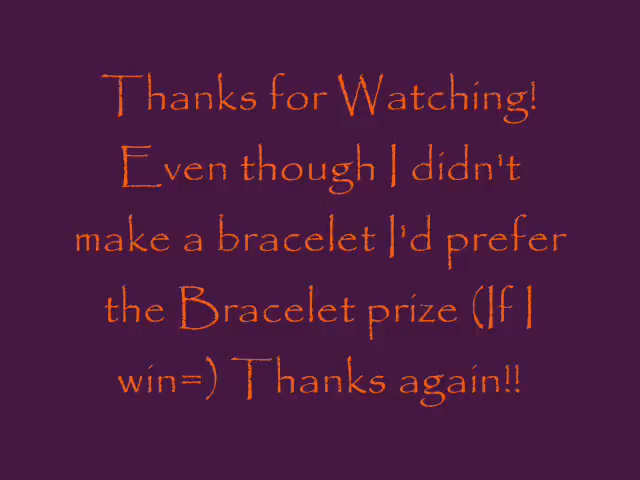 Thanks for Watching!
Even though I didn't
make a bracelet I'd prefer
the Bracelet prize (If I
win=) Thanks again!!